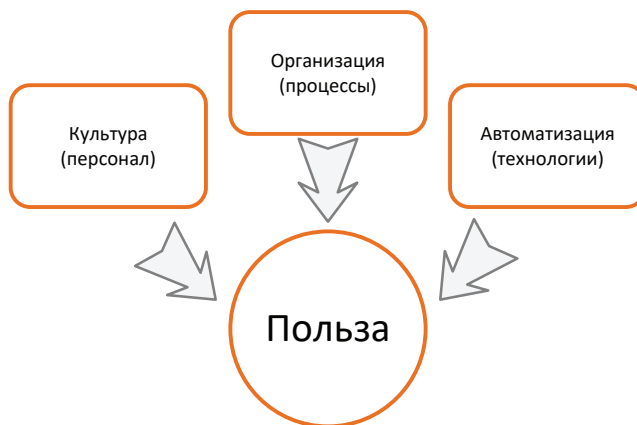 Организация
(процессы)
Культура
(персонал)
Автоматизация
(технологии)
Польза